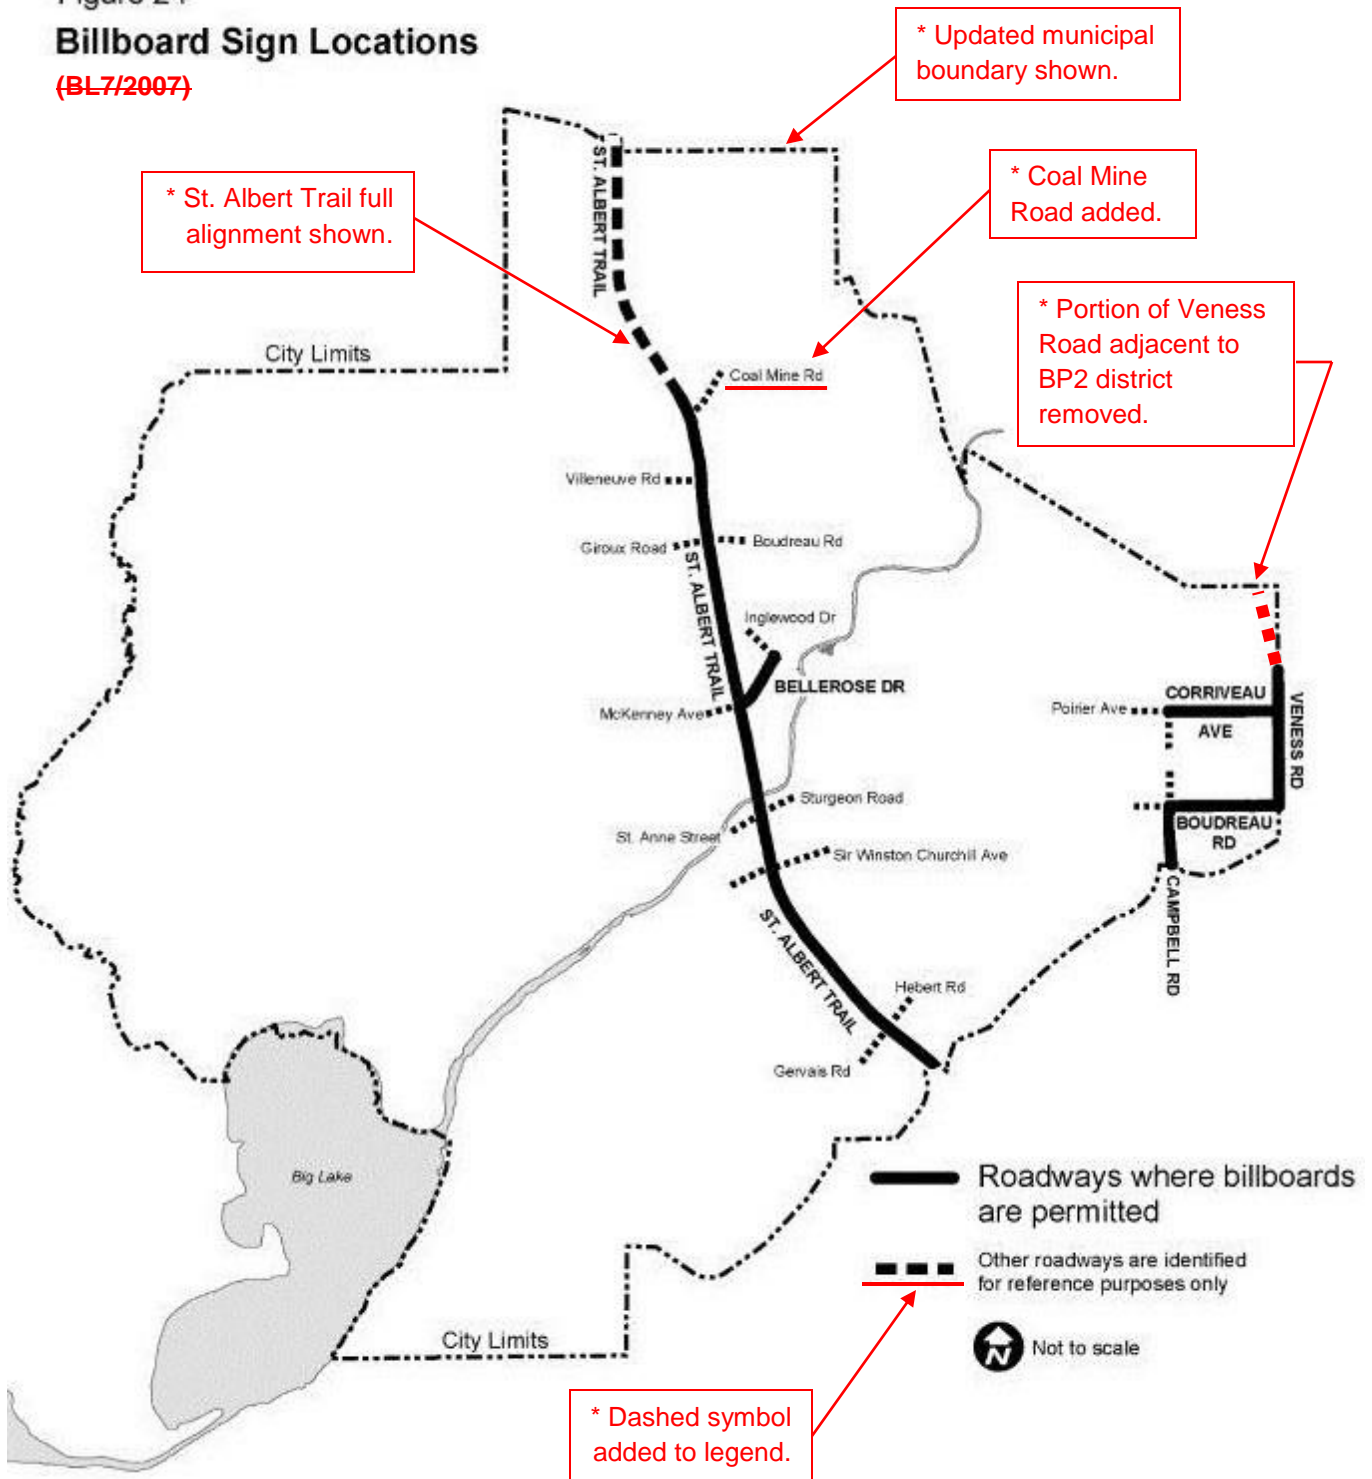 Figure 24
Billboard Sign Locations
(BL7/2007)
* Updated municipal
boundary shown.
* St. Albert Trail full
alignment shown.
* Coal Mine
Road added.
* Portion of Veness
Road adjacent to
BP2 district
removed.
ST. ALBERT TRAIL
City Limits
Coal Mine Rd
Villeneuve Rd
Giroux Road
Boudreau Rd
ST. ALBERT TRAIL
Inglewood Dr
BELLEROSE DR
McKenney Ave
Poirier Ave
CORRIVEAU
AVE
VENESS RD
Sturgeon Road
St. Anne Street
BOUDREAU
RD
Sir Winston Churchill Ave
CAMPBELL RD
ST. ALBERT TRAIL
Hebert Rd
Gervais Rd
Big Lake
Roadways where billboards
are permitted
Other roadways are identified
for reference purposes only
City Limits
N
Not to scale
* Dashed symbol
added to legend.